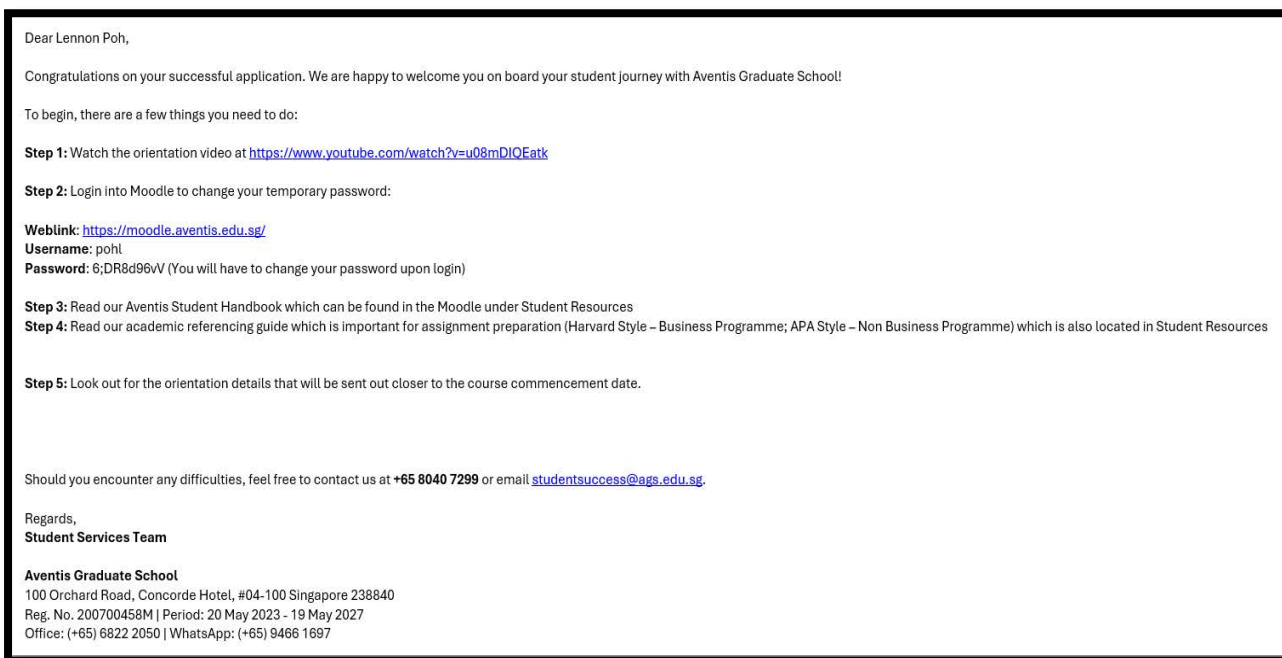 Dear Lennon Poh,
Congratulations on your successful application. We are happy to welcome you on board your student journey with Aventis Graduate School!
To begin, there are a few things you need to do:
Step 1: Watch the orientation video at https://www.youtube.com/watch?v=u08mDIQEatk
Step 2: Login into Moodle to change your temporary password:
Weblink: https://moodle.aventis.edu.sg/
Username: pohl
Password: 6;DR8d96vV (You will have to change your password upon login)
Step 3: Read our Aventis Student Handbook which can be found in the Moodle under Student Resources
Step 4: Read our academic referencing guide which is important for assignment preparation (Harvard Style – Business Programme; APA Style – Non Business Programme) which is also located in Student Resources
Step 5: Look out for the orientation details that will be sent out closer to the course commencement date.
Should you encounter any difficulties, feel free to contact us at +65 8040 7299 or email studentsuccess@ags.edu.sg.
Regards,
Student Services Team
Aventis Graduate School
100 Orchard Road, Concorde Hotel, #04-100 Singapore 238840
Reg. No. 200700458M | Period: 20 May 2023 - 19 May 2027
Office: (+65) 6822 2050 | WhatsApp: (+65) 9466 1697